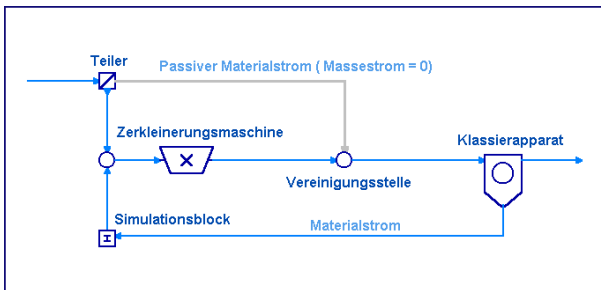 Teiler
Passiver Materialstrom ( Massestrom = 0)
Zerkleinerungsmaschine
Klassierapparat
Vereinigungsstelle
Simulationsblock
Materialstrom